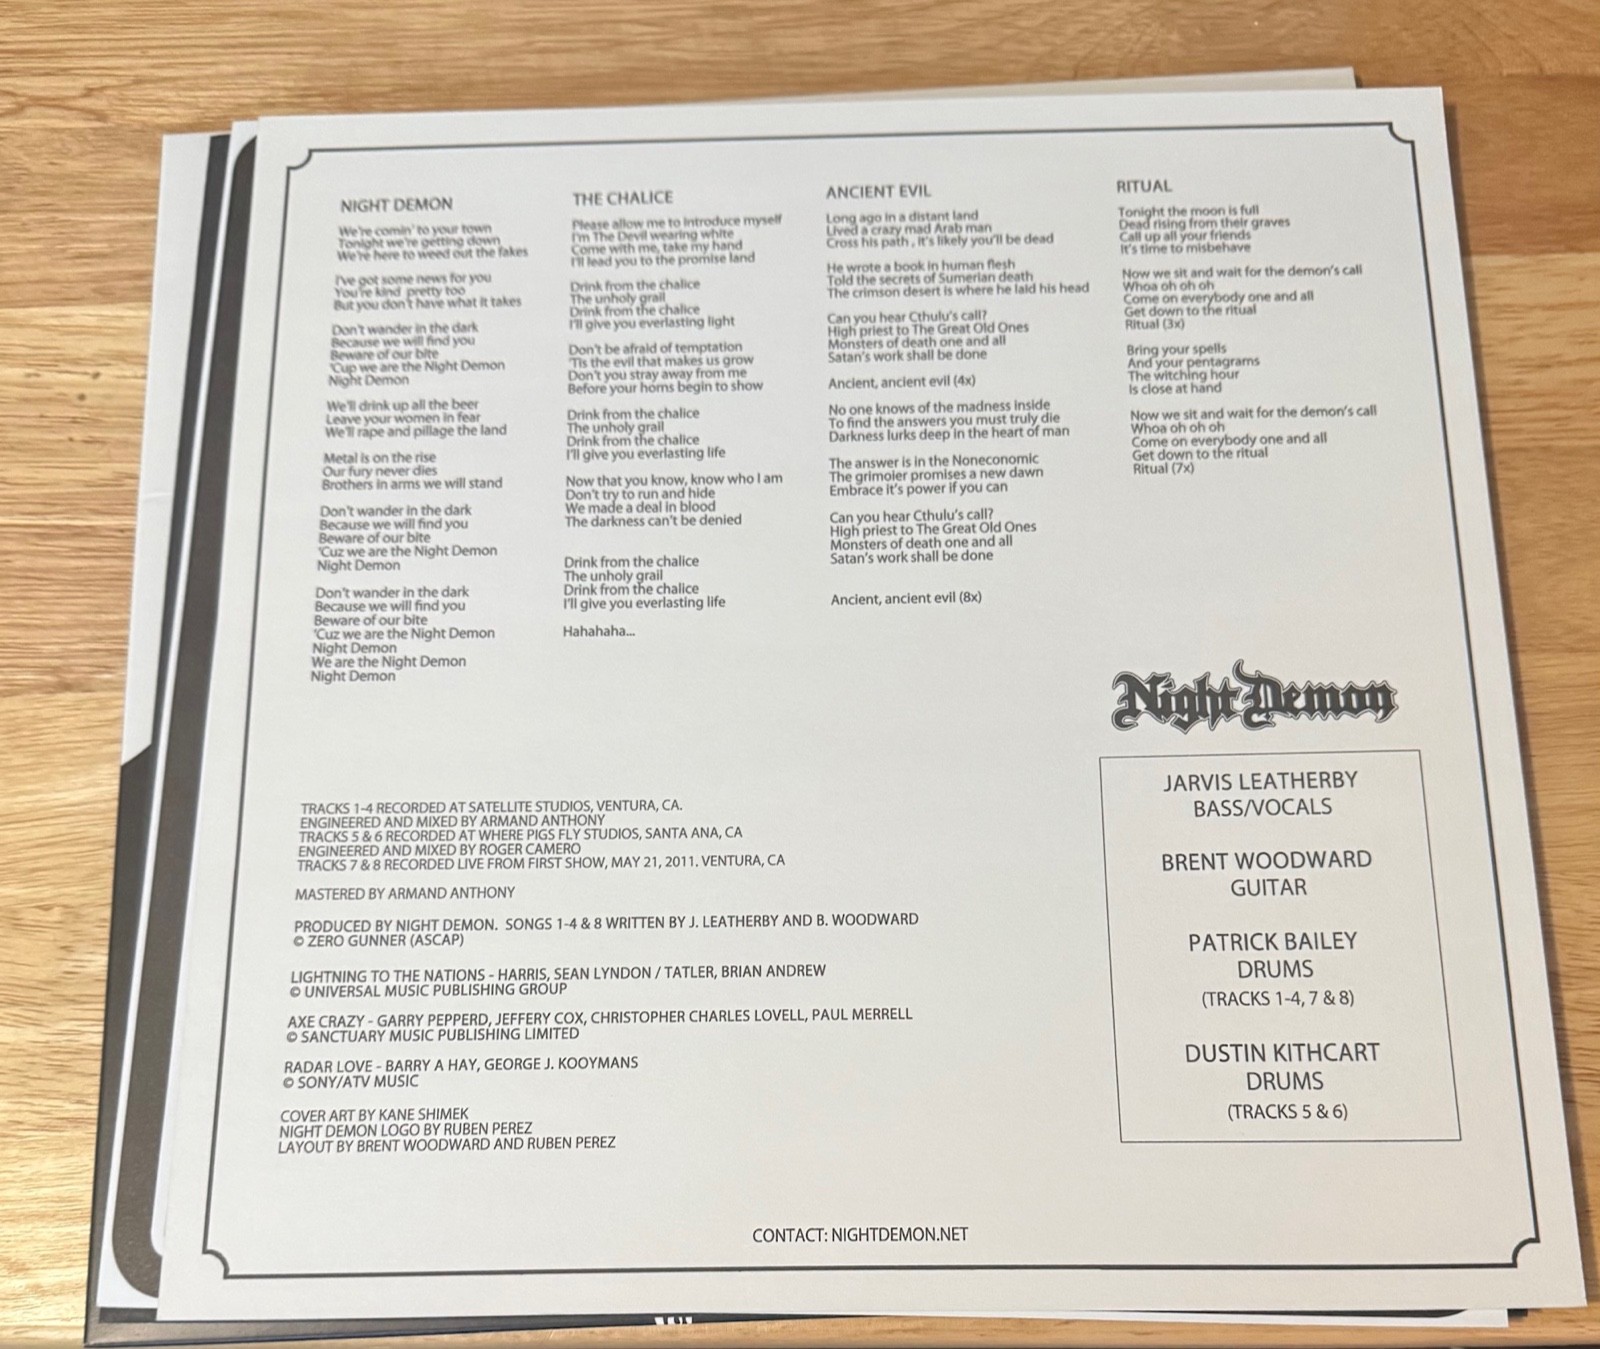 NIGHT DEMON
We're comin' to your town
Tonight we're getting down
We're here to weed out the fakes
I've got some news for you
You're kind pretty too
But you don't have what it takes
Don't wander in the dark
Because we will find you
Beware of our bite
'Cup we are the Night Demon
Night Demon
We'll drink up all the beer
Leave your women in fear
We'll rape and pillage the land
Metal is on the rise
Our fury never dies
Brothers in arms we will stand
Don't wander in the dark
Because we will find you
Beware of our bite
'Cuz we are the Night Demon
Night Demon
Don't wander in the dark
Because we will find you
Beware of our bite
'Cuz we are the Night Demon
Night Demon
We are the Night Demon
Night Demon
THE CHALICE
Please allow me to introduce myself
I'm The Devil wearing white
Come with me, take my hand
I'll lead you to the promise land
Drink from the chalice
The unholy grail
Drink from the chalice
I'll give you everlasting light
Don't be afraid of temptation
'Tis the evil that makes us grow
Don't you stray away from me
Before your horns begin to show
Drink from the chalice
The unholy grail
Drink from the chalice
I'll give you everlasting life
Now that you know, know who I am
Don't try to run and hide
We made a deal in blood
The darkness can't be denied
Drink from the chalice
The unholy grail
Drink from the chalice
I'll give you everlasting life
Hahahaha...
ANCIENT EVIL
Long ago in a distant land
Lived a crazy mad Arab man
Cross his path , it's likely you'll be dead
He wrote a book in human flesh
Told the secrets of Sumerian death
The crimson desert is where he laid his head
Can you hear Cthulu's call?
High priest to The Great Old Ones
Monsters of death one and all
Satan's work shall be done
Ancient, ancient evil (4x)
No one knows of the madness inside
To find the answers you must truly die
Darkness lurks deep in the heart of man
The answer is in the Noneconomic
The grimoier promises a new dawn
Embrace it's power if you can
Can you hear Cthulu's call?
High priest to The Great Old Ones
Monsters of death one and all
Satan's work shall be done
Ancient, ancient evil (8x)
RITUAL
Tonight the moon is full
Dead rising from their graves
Call up all your friends
It's time to misbehave
Now we sit and wait for the demon's call
Whoa oh oh oh
Come on everybody one and all
Get down to the ritual
Ritual (3x)
Bring your spells
And your pentagrams
The witching hour
Is close at hand
Now we sit and wait for the demon's call
Whoa oh oh oh
Come on everybody one and all
Get down to the ritual
Ritual (7x)
TRACKS 1-4 RECORDED AT SATELLITE STUDIOS, VENTURA, CA.
ENGINEERED AND MIXED BY ARMAND ANTHONY
TRACKS 5 & 6 RECORDED AT WHERE PIGS FLY STUDIOS, SANTA ANA, CA
ENGINEERED AND MIXED BY ROGER CAMERO
TRACKS 7 & 8 RECORDED LIVE FROM FIRST SHOW, MAY 21, 2011. VENTURA, CA
MASTERED BY ARMAND ANTHONY
PRODUCED BY NIGHT DEMON. SONGS 1-4 & 8 WRITTEN BY J. LEATHERBY AND B. WOODWARD
© ZERO GUNNER (ASCAP)
LIGHTNING TO THE NATIONS - HARRIS, SEAN LYNDON / TATLER, BRIAN ANDREW
© UNIVERSAL MUSIC PUBLISHING GROUP
AXE CRAZY - GARRY PEPPERD, JEFFERY COX, CHRISTOPHER CHARLES LOVELL, PAUL MERRELL
© SANCTUARY MUSIC PUBLISHING LIMITED
RADAR LOVE - BARRY A HAY, GEORGE J. KOOYMANS
© SONY/ATV MUSIC
COVER ART BY KANE SHIMEK
NIGHT DEMON LOGO BY RUBEN PEREZ
LAYOUT BY BRENT WOODWARD AND RUBEN PEREZ
Night Demon
JARVIS LEATHERBY
BASS/VOCALS
BRENT WOODWARD
GUITAR
PATRICK BAILEY
DRUMS
(TRACKS 1-4, 7 & 8)
DUSTIN KITHCART
DRUMS
(TRACKS 5 & 6)
CONTACT: NIGHTDEMON.NET